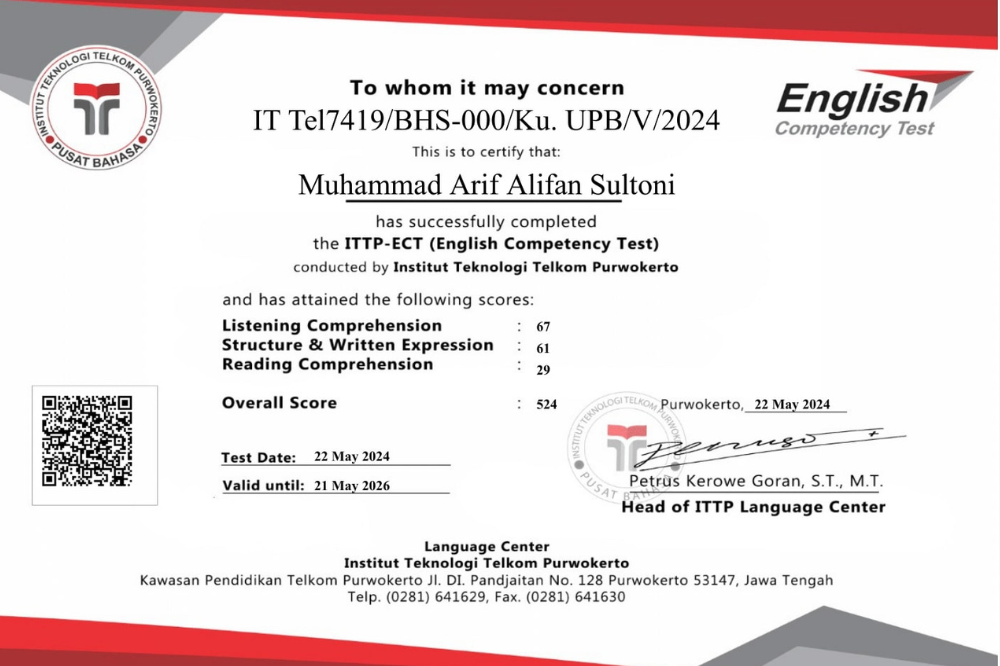 INSTITUT TEKNOLOGI TELKOM PURWOKERTO
PUSAT BAHASA
English
Competency Test
To whom it may concern
IT Tel7419/BHS-000/Ku. UPB/V/2024
This is to certify that:
Muhammad Arif Alifan Sultoni
has successfully completed
the ITTP-ECT (English Competency Test)
conducted by Institut Teknologi Telkom Purwokerto
and has attained the following scores:
Listening Comprehension : 67
Structure & Written Expression : 61
Reading Comprehension : 29
Overall Score : 524
Test Date: 22 May 2024
Valid until: 21 May 2026
Purwokerto, 22 May 2024
INSTITUT TEKNOLOGI TELKOM PURWOKERTO
PUSAT BAHASA
Petrus Kerowe Goran, S.T., M.T.
Head of ITTP Language Center
Language Center
Institut Teknologi Telkom Purwokerto
Kawasan Pendidikan Telkom Purwokerto Jl. DI. Pandjaitan No. 128 Purwokerto 53147, Jawa Tengah
Telp. (0281) 641629, Fax. (0281) 641630